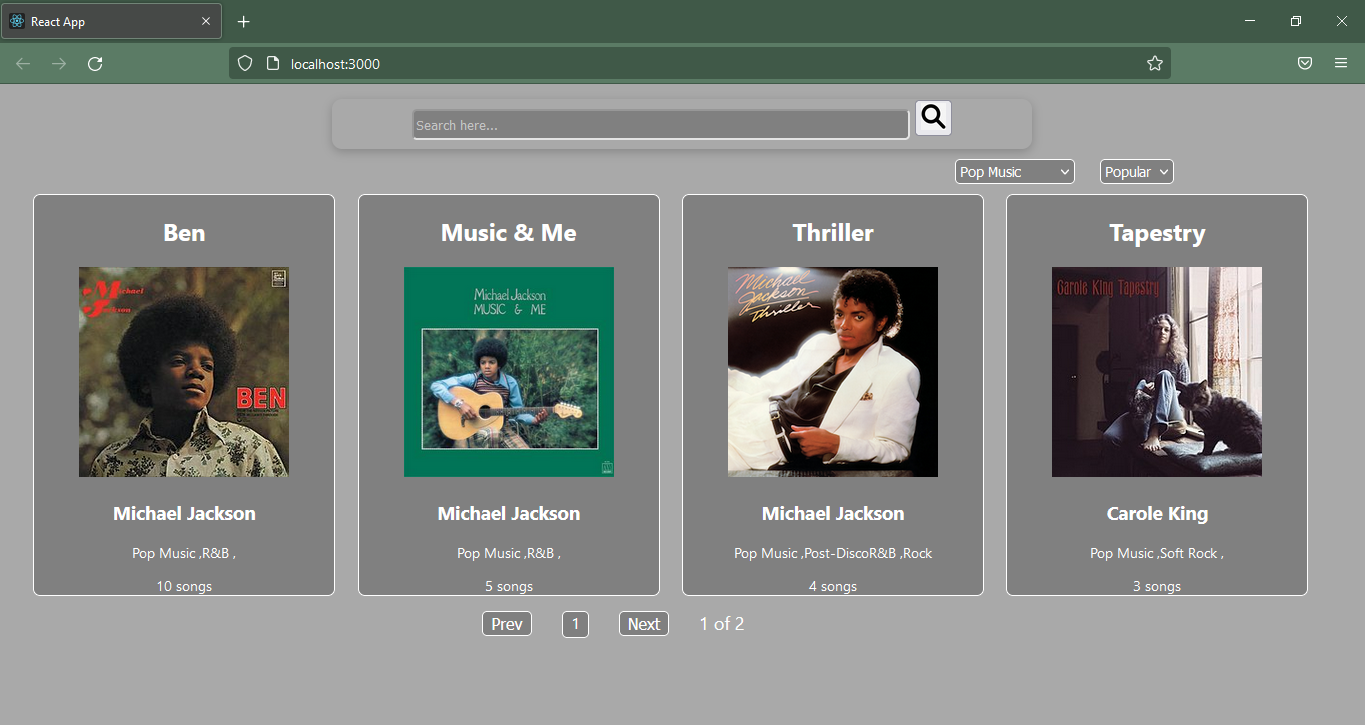 React App
localhost:3000
Search here...
Pop Music Popular
Ben
Michael
Jackson
BEN
Michael Jackson
Pop Music ,R&B ,
10 songs
Music & Me
Michael Jackson
MUSIC & ME
Michael Jackson
Pop Music ,R&B ,
5 songs
Thriller
Michael
Jackson
Thriller
Michael Jackson
Pop Music ,Post-DiscoR&B ,Rock
4 songs
Tapestry
Carole King Tapestry
Carole King
Pop Music ,Soft Rock ,
3 songs
Prev 1 Next 1 of 2